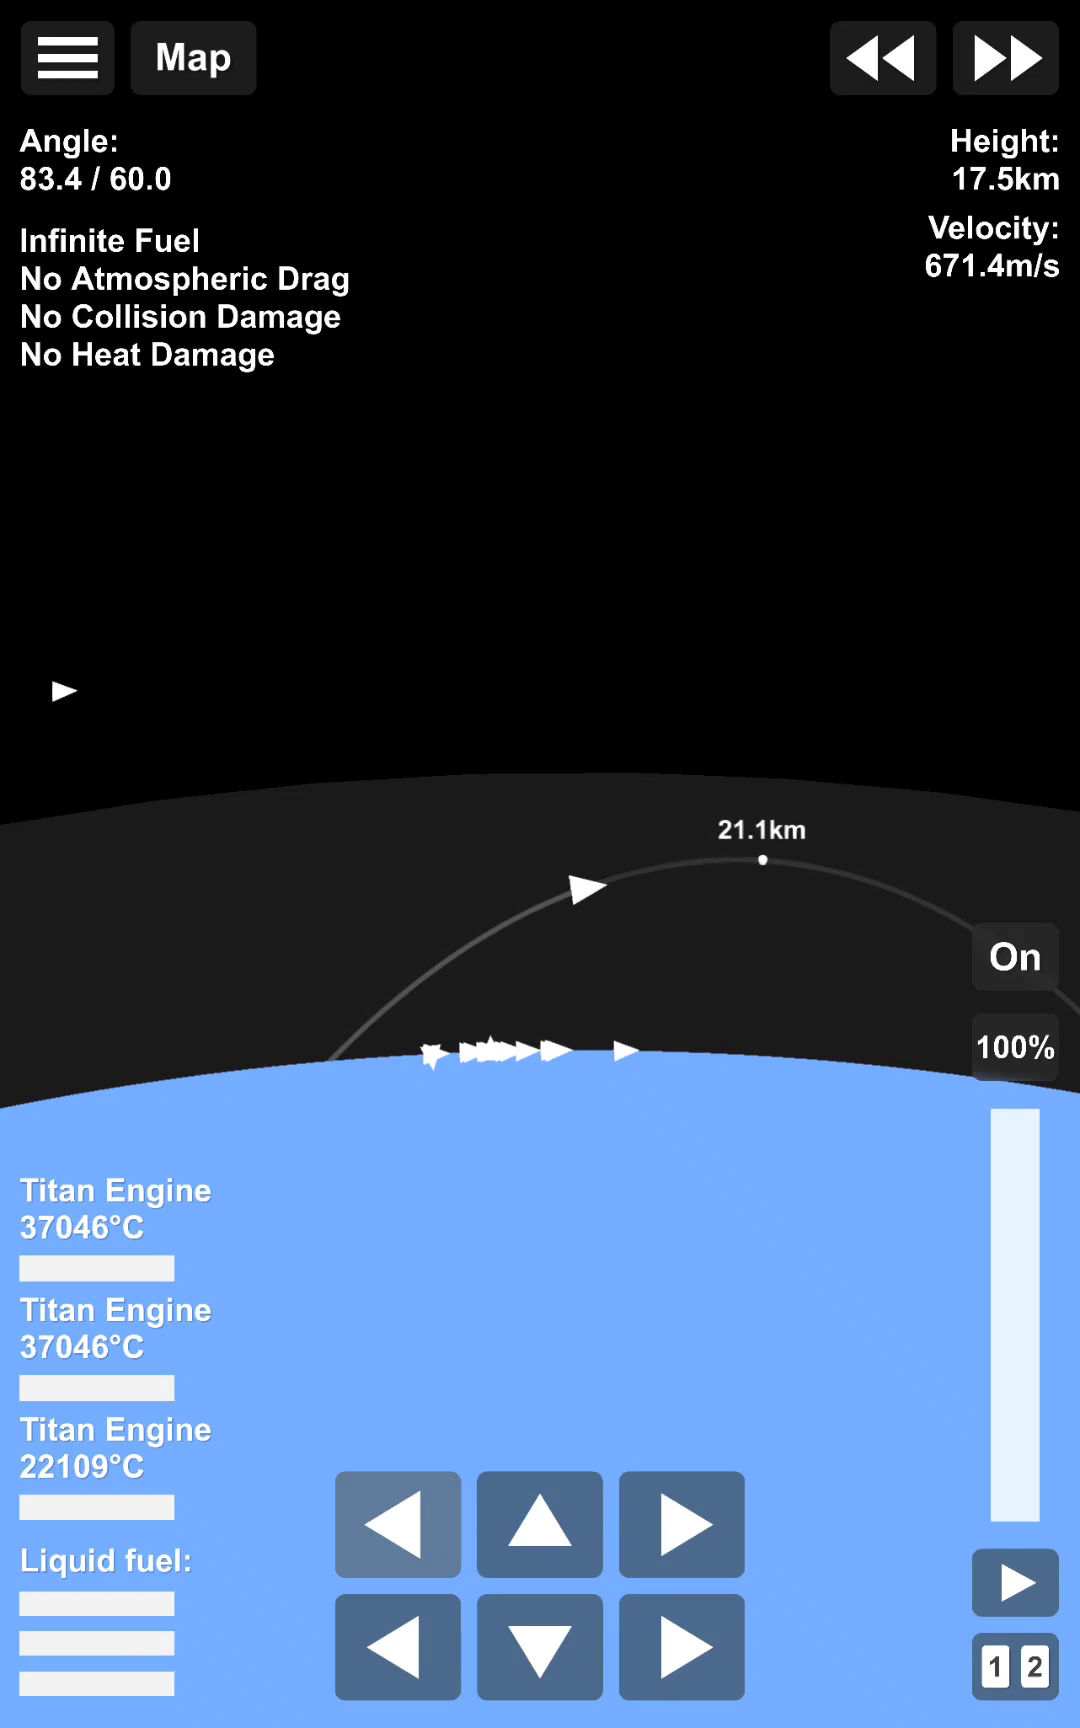 Map
Angle:
83.4 / 60.0
Height:
17.5km
Velocity:
671.4m/s
Infinite Fuel
No Atmospheric Drag
No Collision Damage
No Heat Damage
21.1km
On
100%
Titan Engine
37046°C
Titan Engine
37046°C
Titan Engine
22109°C
Liquid fuel:
1 2